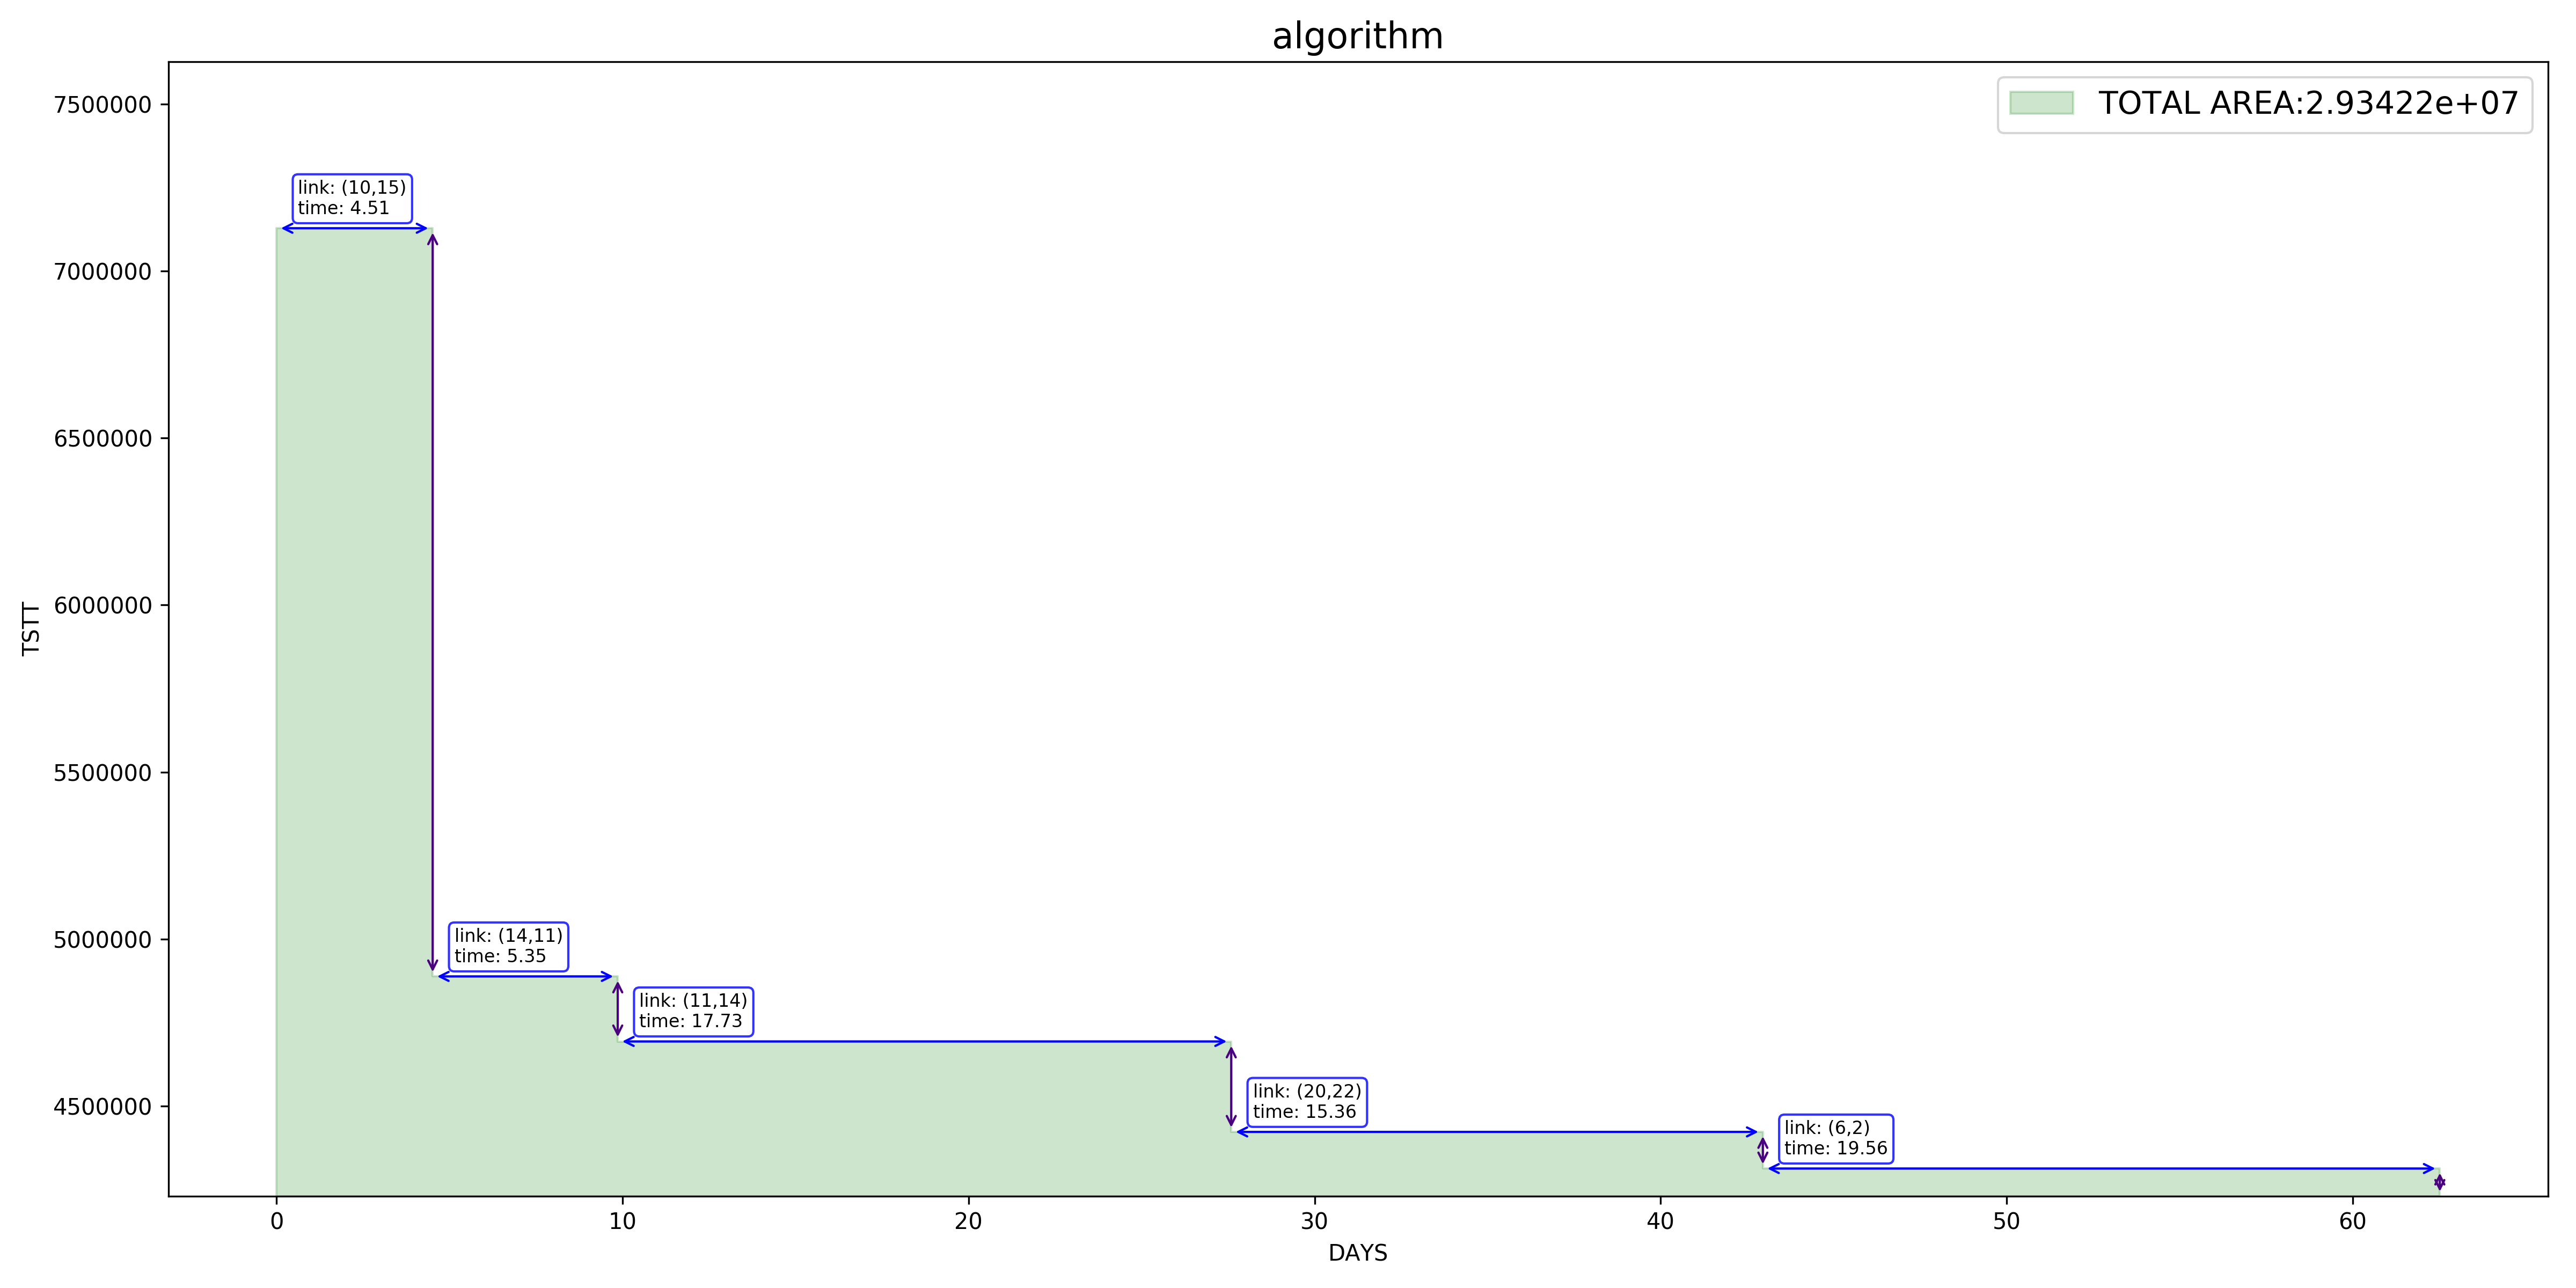 algorithm
TOTAL AREA:2.93422e+07
7500000
7000000
6500000
6000000
5500000
5000000
4500000
TSTT
link: (10,15)
time: 4.51
link: (14,11)
time: 5.35
link: (11,14)
time: 17.73
link: (20,22)
time: 15.36
link: (6,2)
time: 19.56
0 10 20 30 40 50 60
DAYS